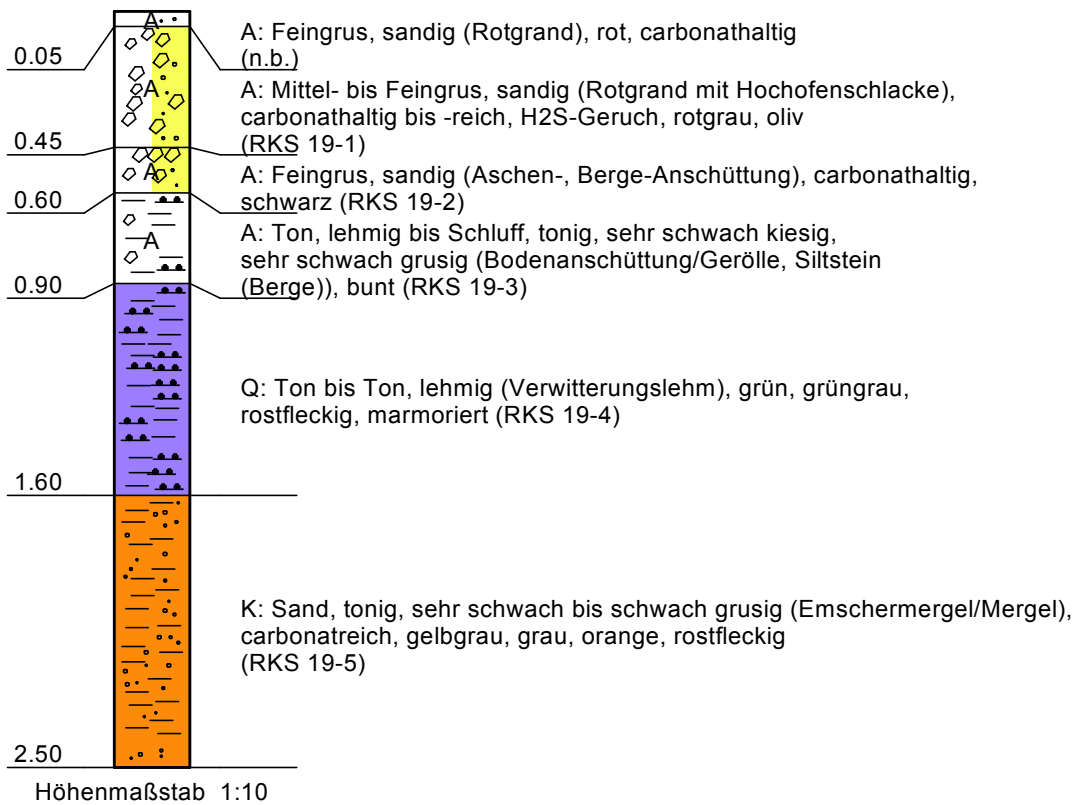 A
A: Feingrus, sandig (Rotgrand), rot, carbonathaltig
0.05
(n.b.)
A
A: Mittel- bis Feingrus, sandig (Rotgrand mit Hochofenschlacke),
carbonathaltig bis -reich, H2S-Geruch, rotgrau, oliv
0.45
(RKS 19-1)
A
A: Feingrus, sandig (Aschen-, Berge-Anschüttung), carbonathaltig,
0.60
schwarz (RKS 19-2)
A
A: Ton, lehmig bis Schluff, tonig, sehr schwach kiesig,
sehr schwach grusig (Bodenanschüttung/Gerölle, Siltstein
0.90
(Berge)), bunt (RKS 19-3)
Q: Ton bis Ton, lehmig (Verwitterungslehm), grün, grüngrau,
rostfleckig, marmoriert (RKS 19-4)
1.60
K: Sand, tonig, sehr schwach bis schwach grusig (Emschermergel/Mergel),
carbonatreich, gelbgrau, grau, orange, rostfleckig
(RKS 19-5)
2.50
Höhenmaßstab 1:10